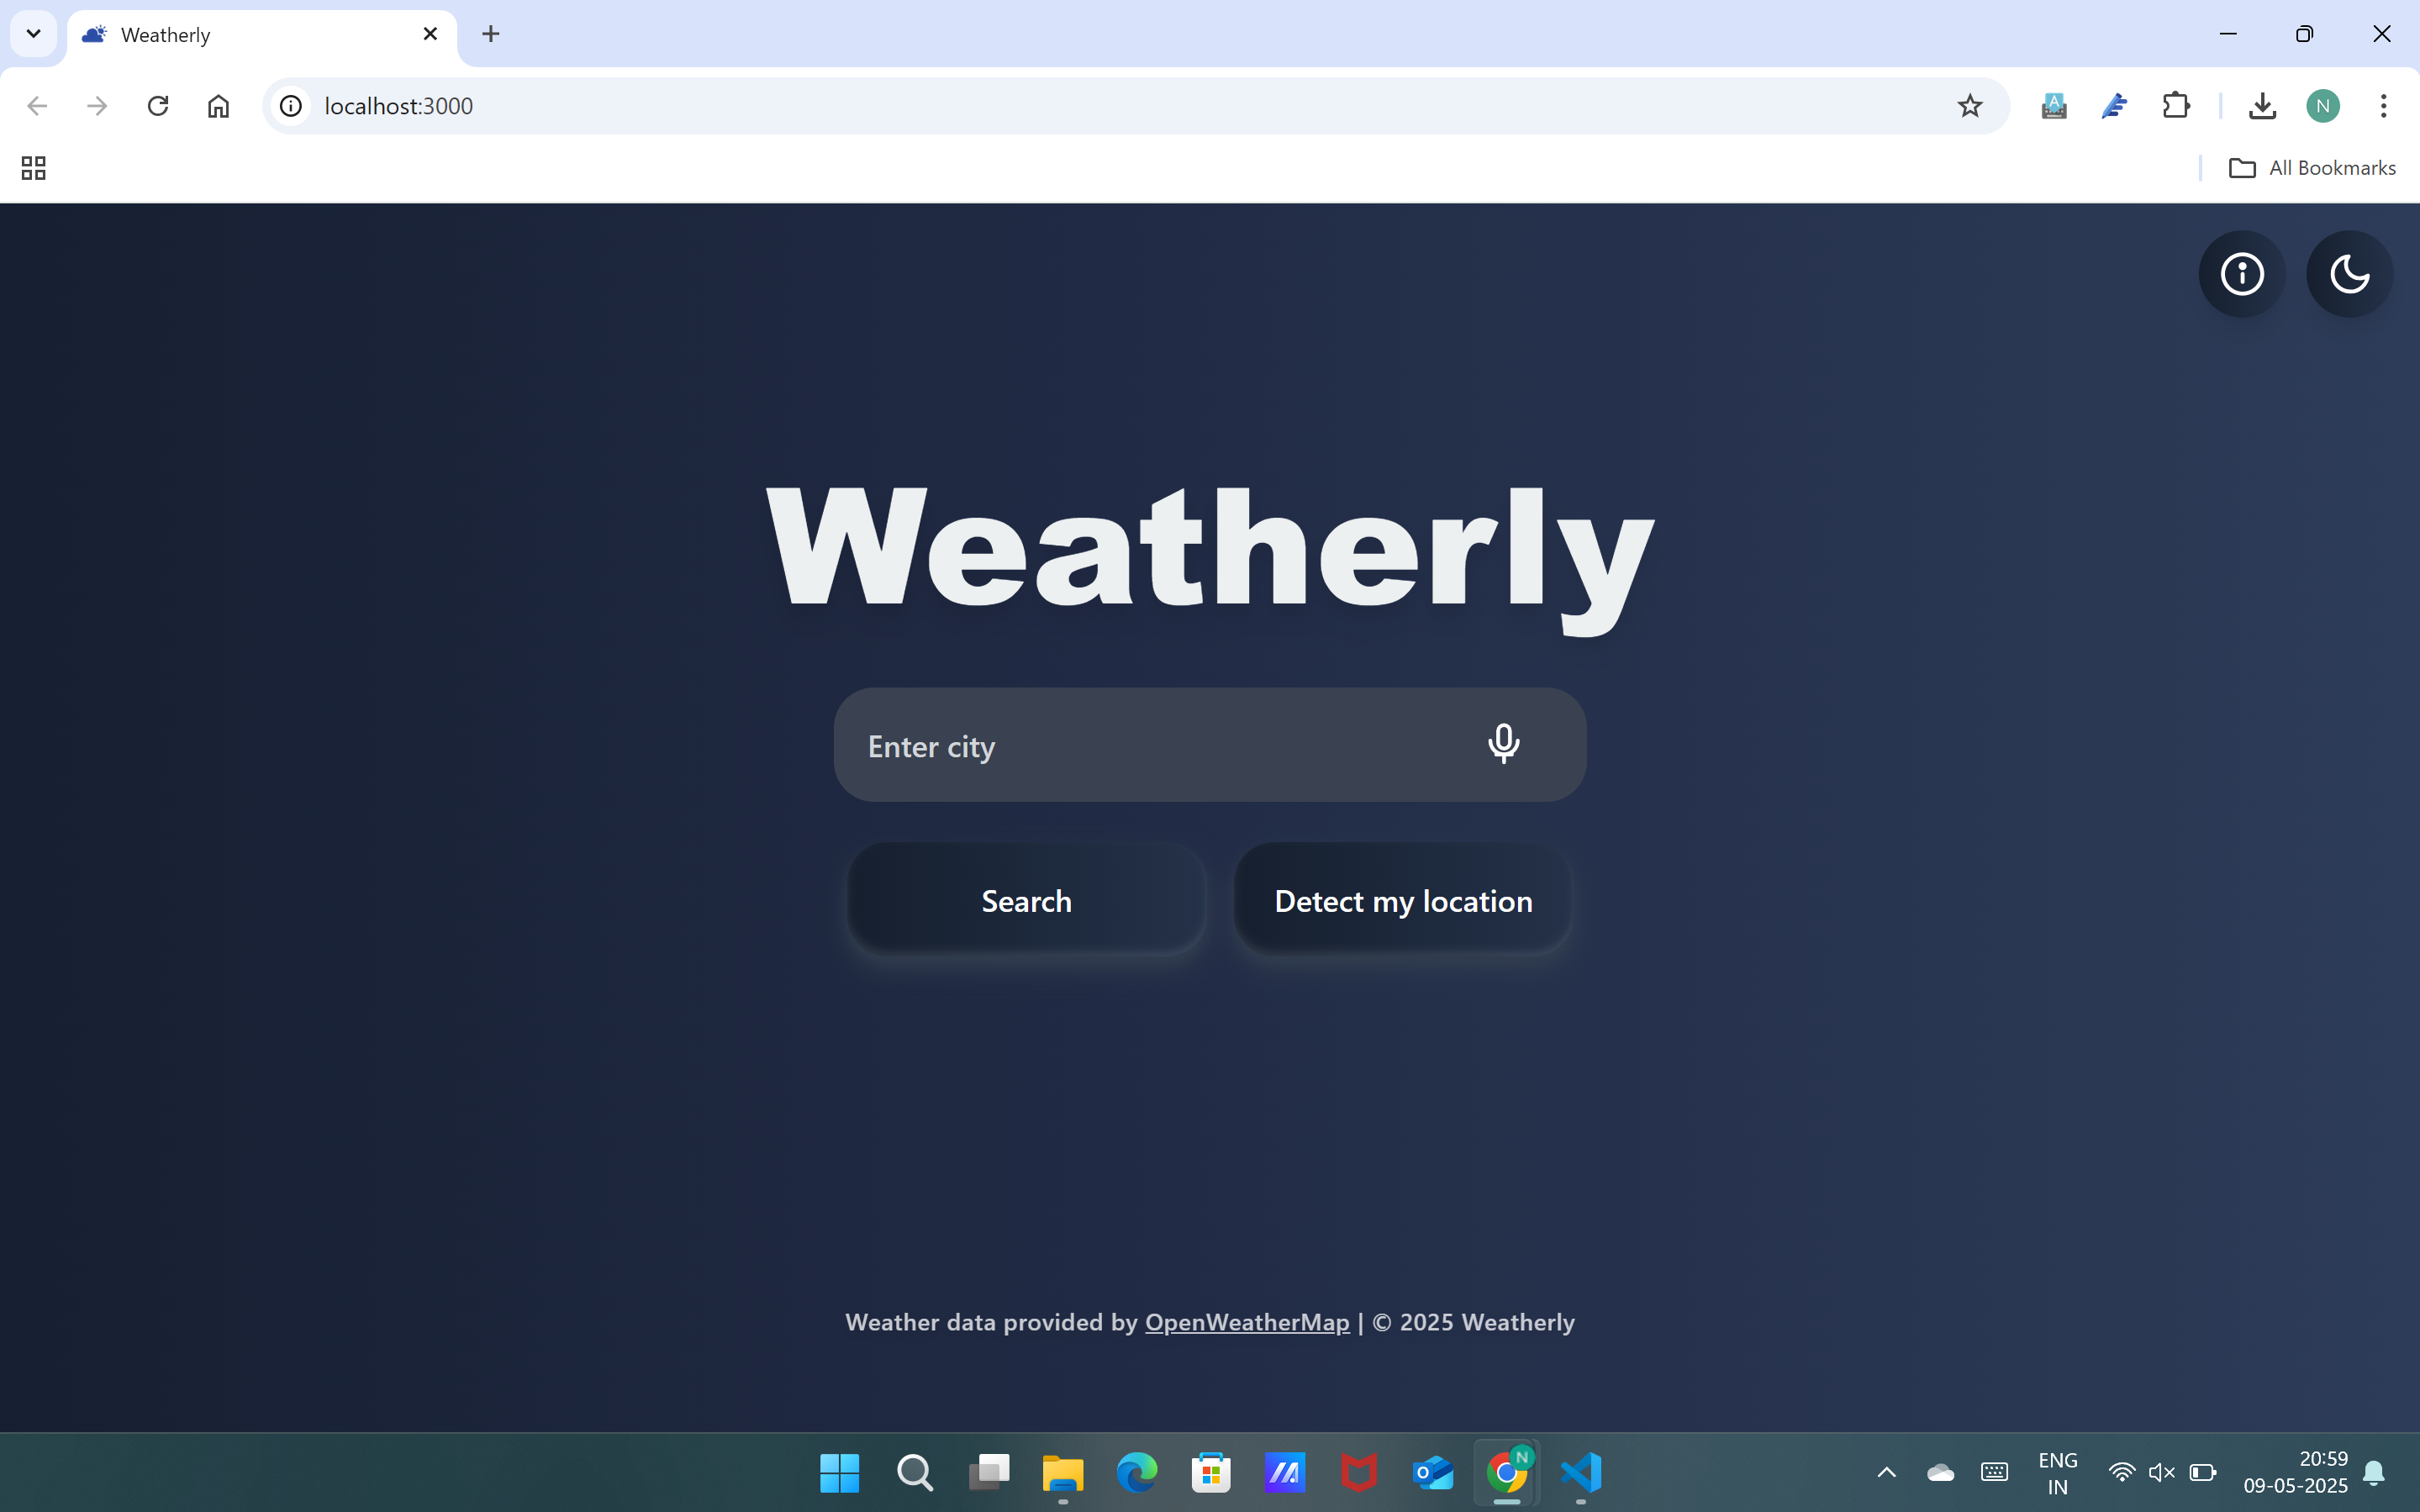 Weatherly
localhost:3000
A
N
All Bookmarks
Weatherly
Enter city
Search
Detect my location
Weather data provided by OpenWeatherMap | © 2025 Weatherly
O
N
ENG
IN
20:59
09-05-2025